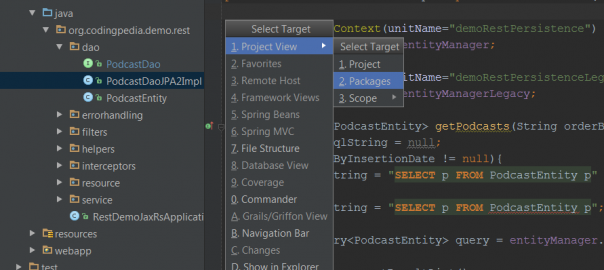 java
org.codingpedia.demo.rest
dao
PodcastDao
PodcastDaoJPA2Impl
PodcastEntity
errorhandling
filters
helpers
interceptors
resource
service
RestDemoJaxRsApplicati
resources
webapp
test
Select Target
1. Project View
2. Favorites
3. Remote Host
4. Framework Views
5. Spring Beans
6. Spring MVC
7. File Structure
8. Database View
9. Coverage
0. Commander
A. Grails/Griffon View
B. Navigation Bar
C. Changes
D. Show in Explorer
Select Target
1. Project
2. Packages
3. Scope
Context(unitName="demoRestPersistence")
entityManager;
unitName="demoRestPersistenceLeg
entityManagerLegacy;
PodcastEntity> getPodcasts(String orderB
qlString = null;
ByInsertionDate != null){
tring = "SELECT p FROM PodcastEntity p"
tring = "SELECT p FROM PodcastEntity p";
ry<PodcastEntity> query = entityManager.